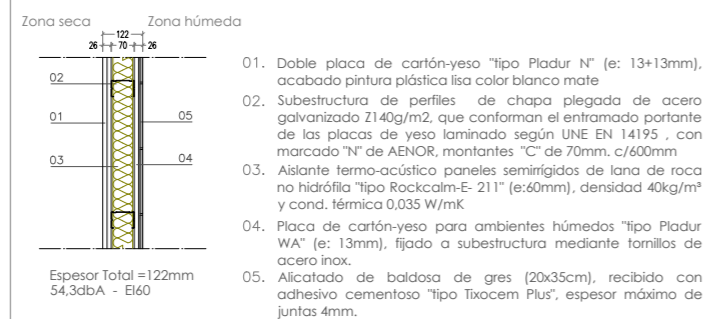 Zona seca
Zona húmeda
122
26 70 26
02
01
05
03
04
Espesor Total =122mm
54,3dbA - EI60
01. Doble placa de cartón-yeso "tipo Pladur N" (e: 13+13mm),
acabado pintura plástica lisa color blanco mate
02. Subestructura de perfiles de chapa plegada de acero
galvanizado Z140g/m2, que conforman el entramado portante
de las placas de yeso laminado según UNE EN 14195 , con
marcado "N" de AENOR, montantes "C" de 70mm. c/600mm
03. Aislante termo-acústico paneles semirrígidos de lana de roca
no hidrófila "tipo Rockcalm-E- 211" (e:60mm), densidad 40kg/m³
y cond. térmica 0,035 W/mK
04. Placa de cartón-yeso para ambientes húmedos "tipo Pladur
WA" (e: 13mm), fijado a subestructura mediante tornillos de
acero inox.
05. Alicatado de baldosa de gres (20x35cm), recibido con
adhesivo cementoso "tipo Tixocem Plus", espesor máximo de
juntas 4mm.